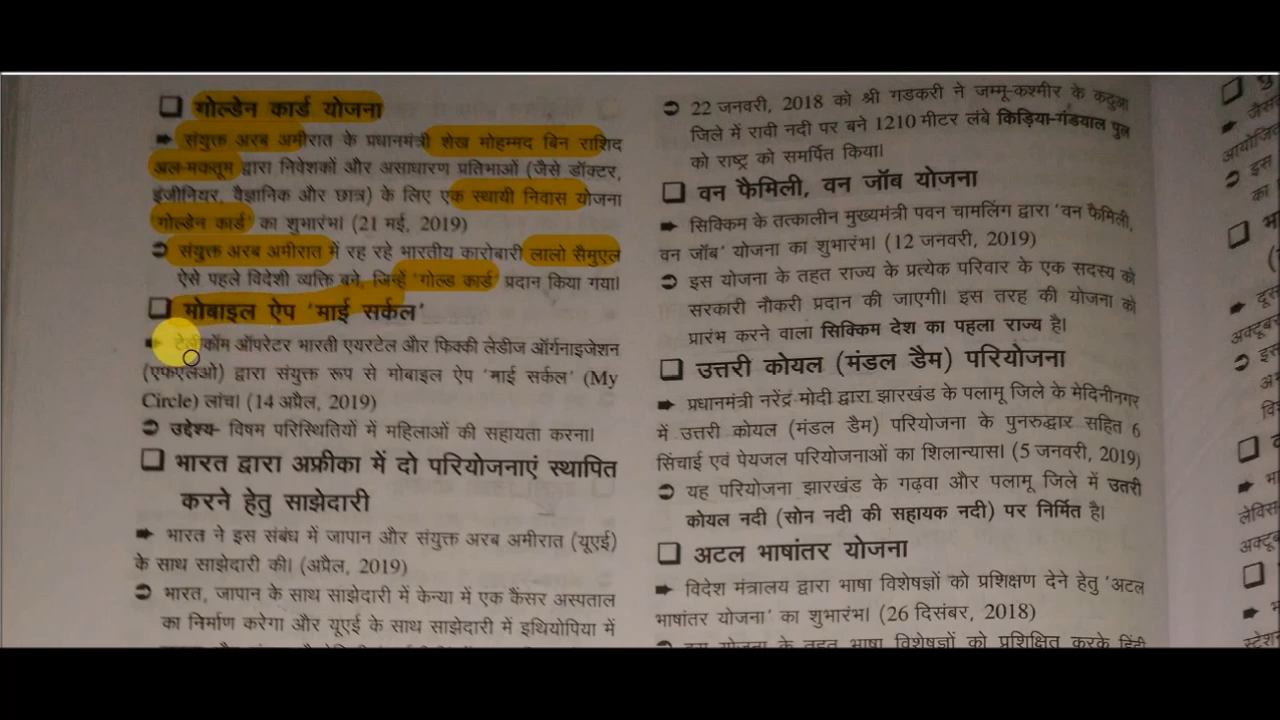 ❑ गोल्डेन कार्ड योजना
➡ संयुक्त अरब अमीरात के प्रधानमंत्री शेख मोहम्मद बिन राशिद
अल-मकतूम द्वारा निवेशकों और असाधारण प्रतिभाओं (जैसे डॉक्टर,
इंजीनियर, वैज्ञानिक और छात्र) के लिए एक स्थायी निवास योजना
गोल्डेन कार्ड' का शुभारंभ। (21 मई, 2019)
➲ संयुक्त अरब अमीरात में रह रहे भारतीय कारोबारी लालो सैमुएल
ऐसे पहले विदेशी व्यक्ति बने, जिन्हें 'गोल्ड कार्ड' प्रदान किया गया।
❑ मोबाइल ऐप 'माई सर्कल'
➡ टेलीकॉम ऑपरेटर भारती एयरटेल और फिक्की लेडीज ऑर्गनाइजेशन
(एफएलओ) द्वारा संयुक्त रूप से मोबाइल ऐप 'माई सर्कल' (My
Circle) लांच। (14 अप्रैल, 2019)
➲ उद्देश्य- विषम परिस्थितियों में महिलाओं की सहायता करना।
❑ भारत द्वारा अफ्रीका में दो परियोजनाएं स्थापित
करने हेतु साझेदारी
➡ भारत ने इस संबंध में जापान और संयुक्त अरब अमीरात (यूएई)
के साथ साझेदारी की। (अप्रैल, 2019)
➲ भारत, जापान के साथ साझेदारी में केन्या में एक कैंसर अस्पताल
का निर्माण करेगा और यूएई के साथ साझेदारी में इथियोपिया में
➲ 22 जनवरी, 2018 को श्री गडकरी ने जम्मू-कश्मीर के कठुआ
जिले में रावी नदी पर बने 1210 मीटर लंबे किड़िया-गंडयाल पुल
को राष्ट्र को समर्पित किया।
❑ वन फैमिली, वन जॉब योजना
➡ सिक्किम के तत्कालीन मुख्यमंत्री पवन चामलिंग द्वारा 'वन फैमिली,
वन जॉब' योजना का शुभारंभ। (12 जनवरी, 2019)
➲ इस योजना के तहत राज्य के प्रत्येक परिवार के एक सदस्य को
सरकारी नौकरी प्रदान की जाएगी। इस तरह की योजना को
प्रारंभ करने वाला सिक्किम देश का पहला राज्य है।
❑ उत्तरी कोयल (मंडल डैम) परियोजना
➡ प्रधानमंत्री नरेंद्र मोदी द्वारा झारखंड के पलामू जिले के मेदिनीनगर
में उत्तरी कोयल (मंडल डैम) परियोजना के पुनरुद्धार सहित 6
सिंचाई एवं पेयजल परियोजनाओं का शिलान्यास। (5 जनवरी, 2019)
➲ यह परियोजना झारखंड के गढ़वा और पलामू जिले में उतरी
कोयल नदी (सोन नदी की सहायक नदी) पर निर्मित है।
❑ अटल भाषांतर योजना
➡ विदेश मंत्रालय द्वारा भाषा विशेषज्ञों को प्रशिक्षण देने हेतु 'अटल
भाषांतर योजना' का शुभारंभ। (26 दिसंबर, 2018)
➲ इस योजना के तहत भाषा विशेषज्ञों को प्रशिक्षित करके हिंदी